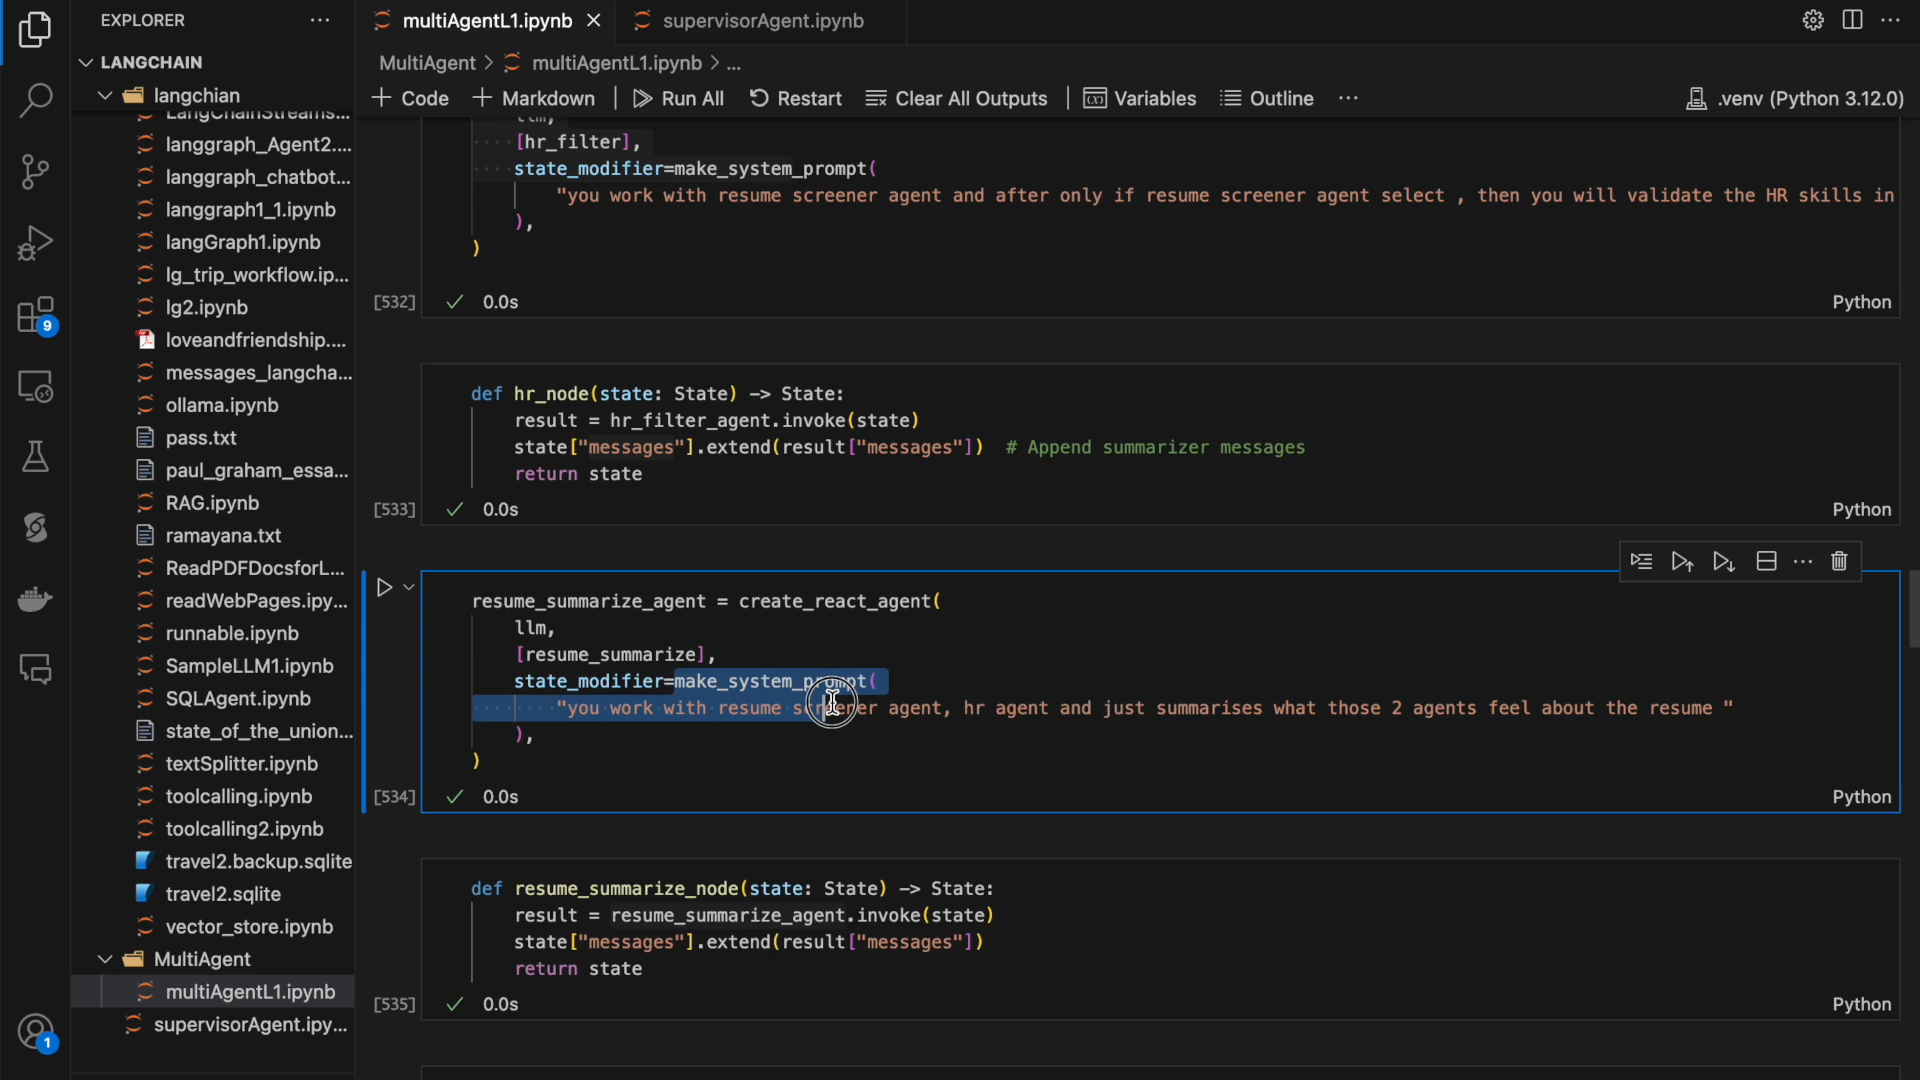 EXPLORER
LANGCHAIN
langchian
LangChainStreams...
langgraph_Agent2....
langgraph_chatbot...
langgraph1_1.ipynb
langGraph1.ipynb
lg_trip_workflow.ip...
lg2.ipynb
loveandfriendship....
messages_langcha...
ollama.ipynb
pass.txt
paul_graham_essa...
RAG.ipynb
ramayana.txt
ReadPDFDocsforL...
readWebPages.ipy...
runnable.ipynb
SampleLLM1.ipynb
SQLAgent.ipynb
state_of_the_union...
textSplitter.ipynb
toolcalling.ipynb
toolcalling2.ipynb
travel2.backup.sqlite
travel2.sqlite
vector_store.ipynb
MultiAgent
multiAgentL1.ipynb
supervisorAgent.ipy...
9
1
multiAgentL1.ipynb
supervisorAgent.ipynb
MultiAgent > multiAgentL1.ipynb > ...
+ Code + Markdown Run All Restart Clear All Outputs Variables Outline ...
.venv (Python 3.12.0)
llm,
[hr_filter],
state_modifier=make_system_prompt(
"you work with resume screener agent and after only if resume screener agent select , then you will validate the HR skills in
),
)
[532] 0.0s Python
def hr_node(state: State) -> State:
result = hr_filter_agent.invoke(state)
state["messages"].extend(result["messages"]) # Append summarizer messages
return state
[533] 0.0s Python
resume_summarize_agent = create_react_agent(
llm,
[resume_summarize],
state_modifier=make_system_prompt(
"you work with resume screener agent, hr agent and just summarises what those 2 agents feel about the resume "
),
)
[534] 0.0s Python
def resume_summarize_node(state: State) -> State:
result = resume_summarize_agent.invoke(state)
state["messages"].extend(result["messages"])
return state
[535] 0.0s Python